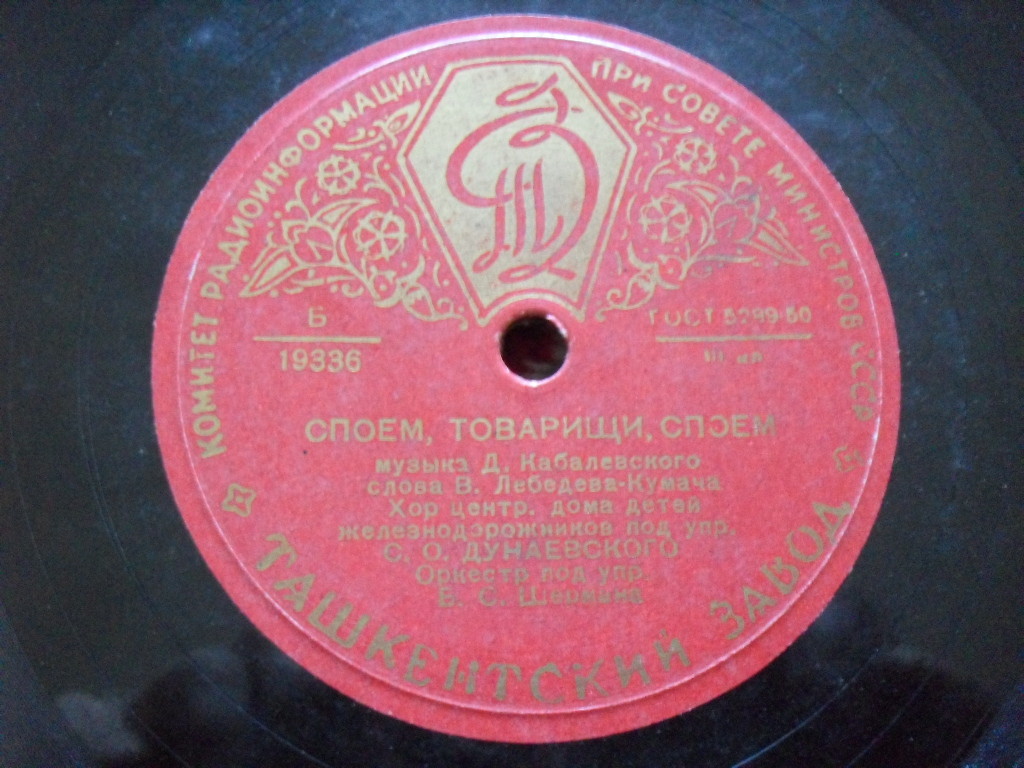 КОМИТЕТ РАДИОИНФОРМАЦИИ ПРИ СОВЕТЕ МИНИСТРОВ СССР
Б
19336
ГОСТ 5299-50
СПОЕМ, ТОВАРИЩИ, СПОЕМ
музыка Д. Кабалевского
слова В. Лебедева-Кумача
Хор центр. дома детей
железнодорожников под упр.
С. О. ДУНАЕВСКОГО
Оркестр под упр.
С. Шермана
ТАШКЕНТСКИЙ ЗАВОД